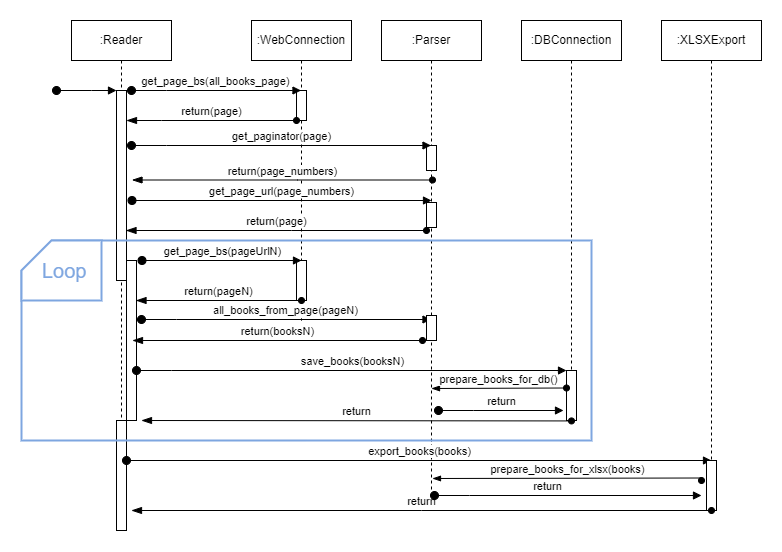 :Reader
:WebConnection
:Parser
:DBConnection
:XLSXExport
get_page_bs(all_books_page)
return(page)
get_paginator(page)
return(page_numbers)
get_page_url(page_numbers)
return(page)
Loop
get_page_bs(pageUrlN)
return(pageN)
all_books_from_page(pageN)
return(booksN)
save_books(booksN)
prepare_books_for_db()
return
return
export_books(books)
prepare_books_for_xlsx(books)
return
return